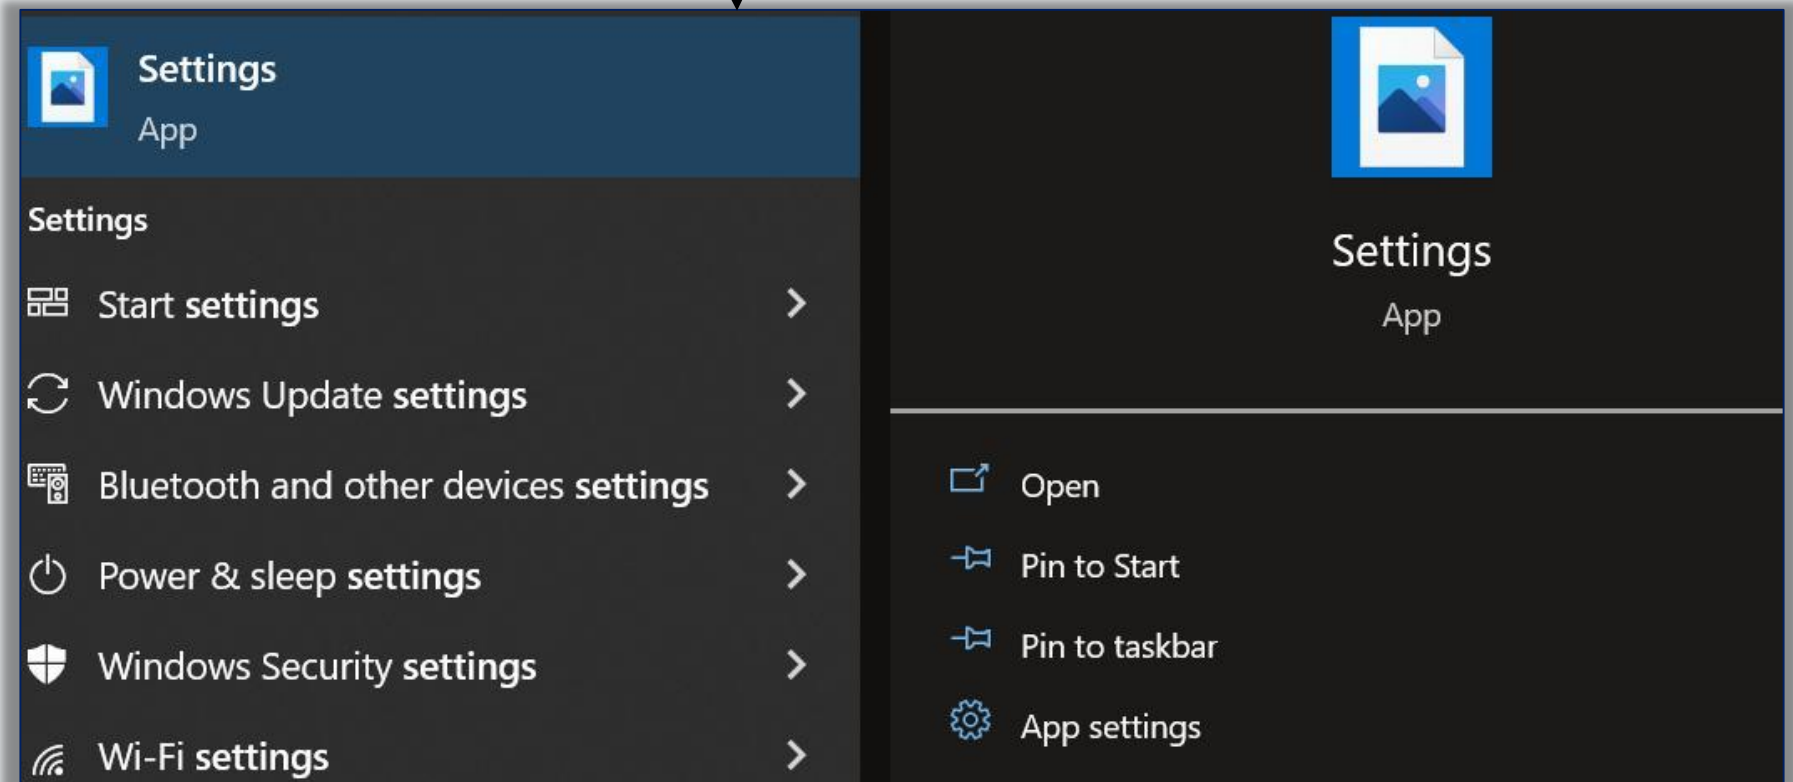 Settings
App
Settings
Start settings
Windows Update settings
Bluetooth and other devices settings
Power & sleep settings
Windows Security settings
Wi-Fi settings
Settings
App
Open
Pin to Start
Pin to taskbar
App settings